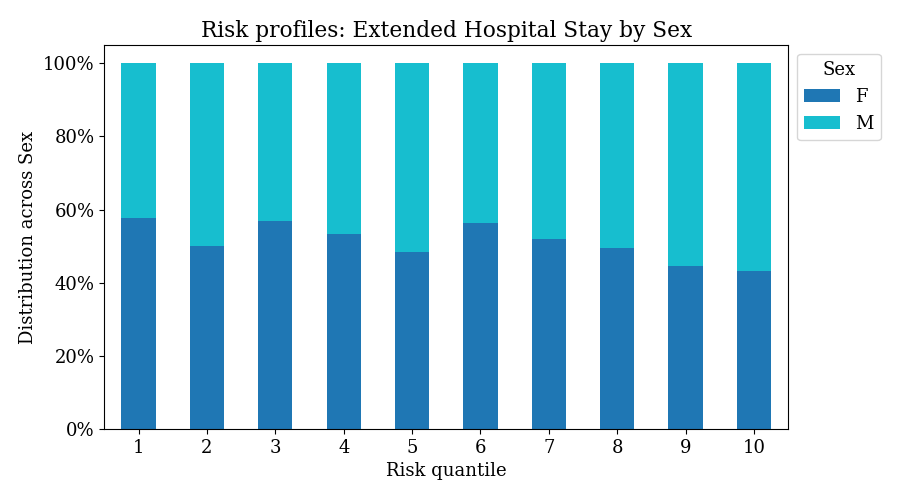 Risk profiles: Extended Hospital Stay by Sex
Distribution across Sex
100%
80%
60%
40%
20%
0%
1 2 3 4 5 6 7 8 9 10
Risk quantile
Sex
F
M